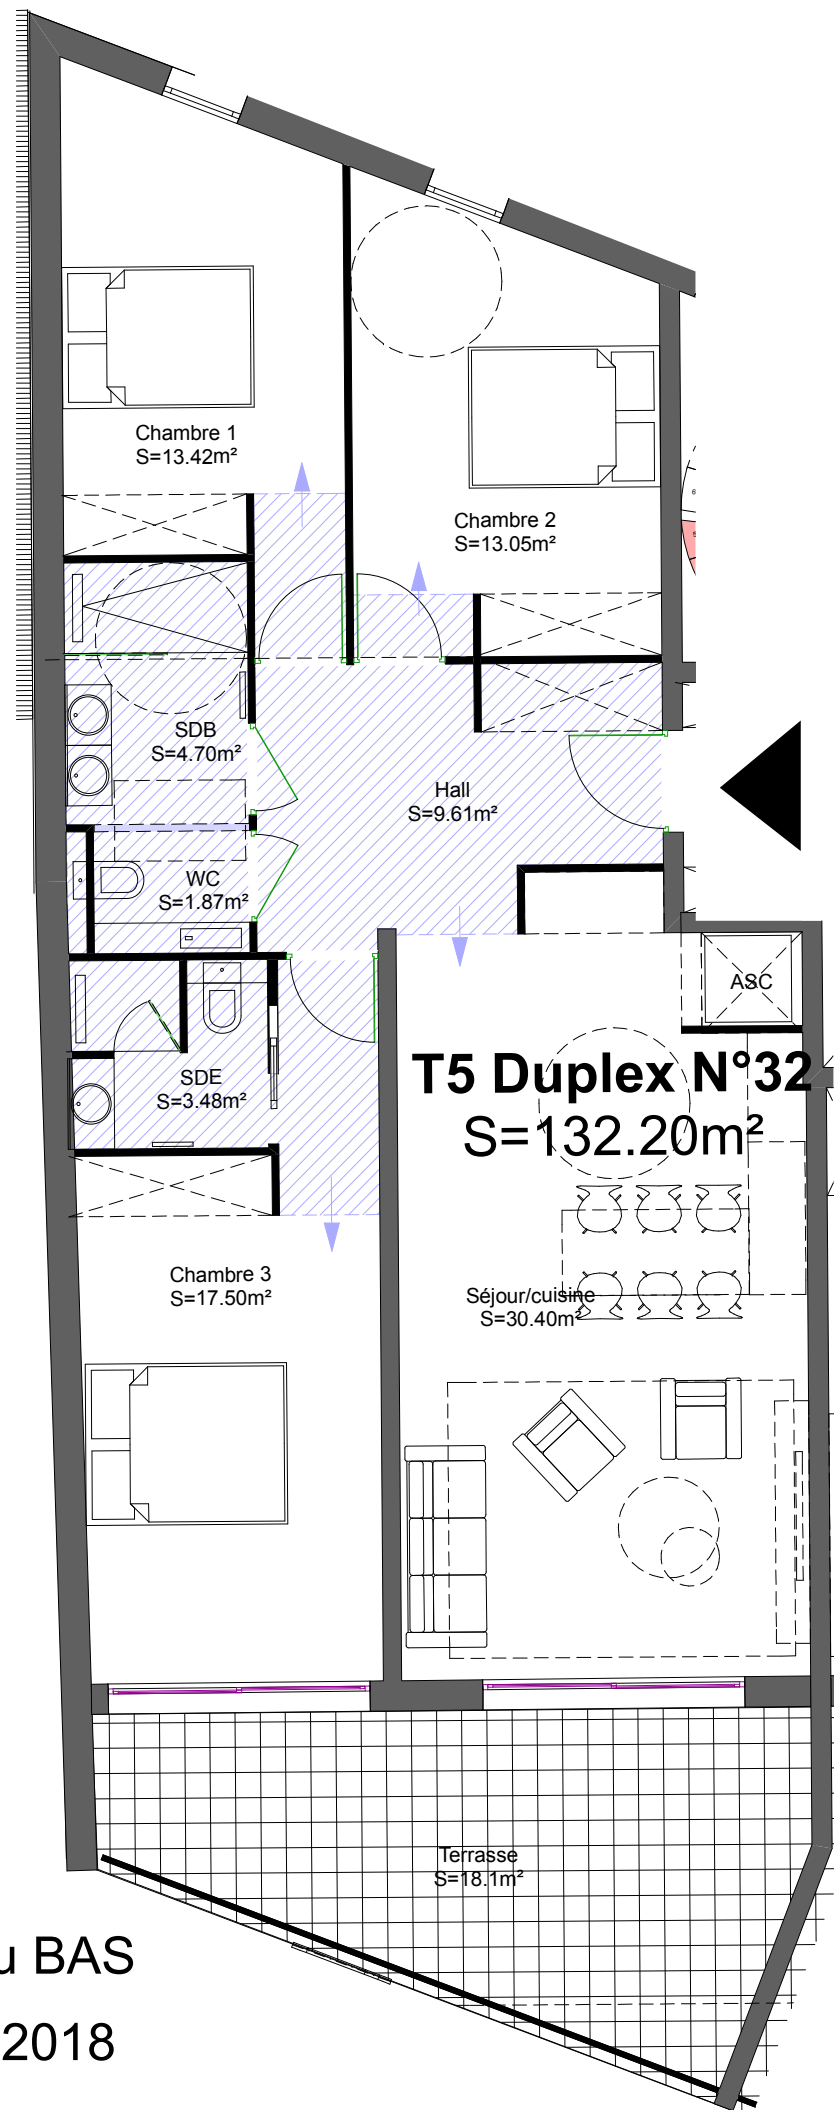 Chambre 1
S=13.42m²
Chambre 2
S=13.05m²
SDB
S=4.70m²
Hall
S=9.61m²
WC
S=1.87m²
ASC
T5 Duplex N°32
S=132.20m²
SDE
S=3.48m²
Chambre 3
S=17.50m²
Séjour/cuisine
S=30.40m²
Terrasse
S=18.1m²
u BAS
2018